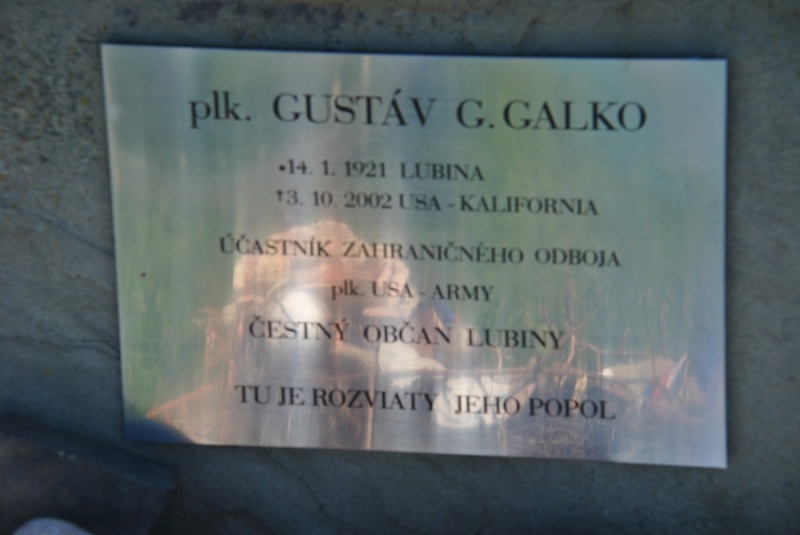 plk. GUSTÁV G. GALKO
*14. 1. 1921 LUBINA
†3. 10. 2002 USA - KALIFORNIA
ÚČASTNÍK ZAHRANIČNÉHO ODBOJA
plk. USA - ARMY
ČESTNÝ OBČAN LUBINY
TU JE ROZVIATY JEHO POPOL